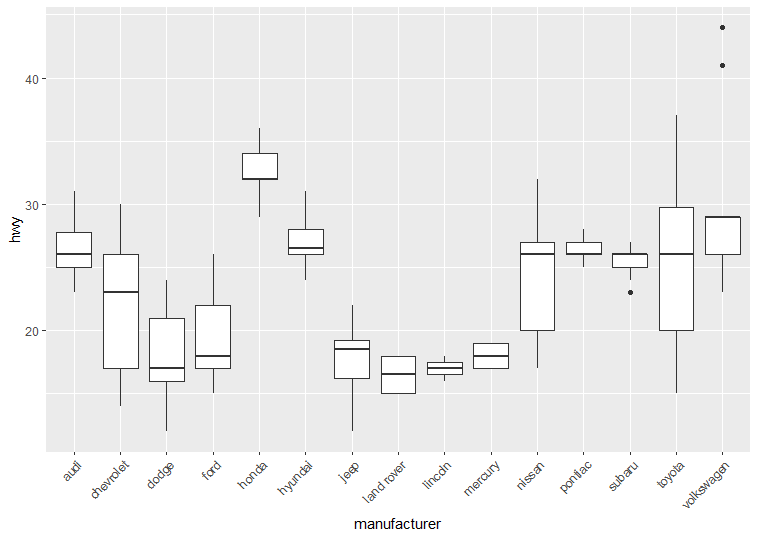 hwy
40
30
20
audi
chevrolet
dodge
ford
honda
hyundai
jeep
land rover
lincoln
mercury
nissan
pontiac
subaru
toyota
volkswagen
manufacturer